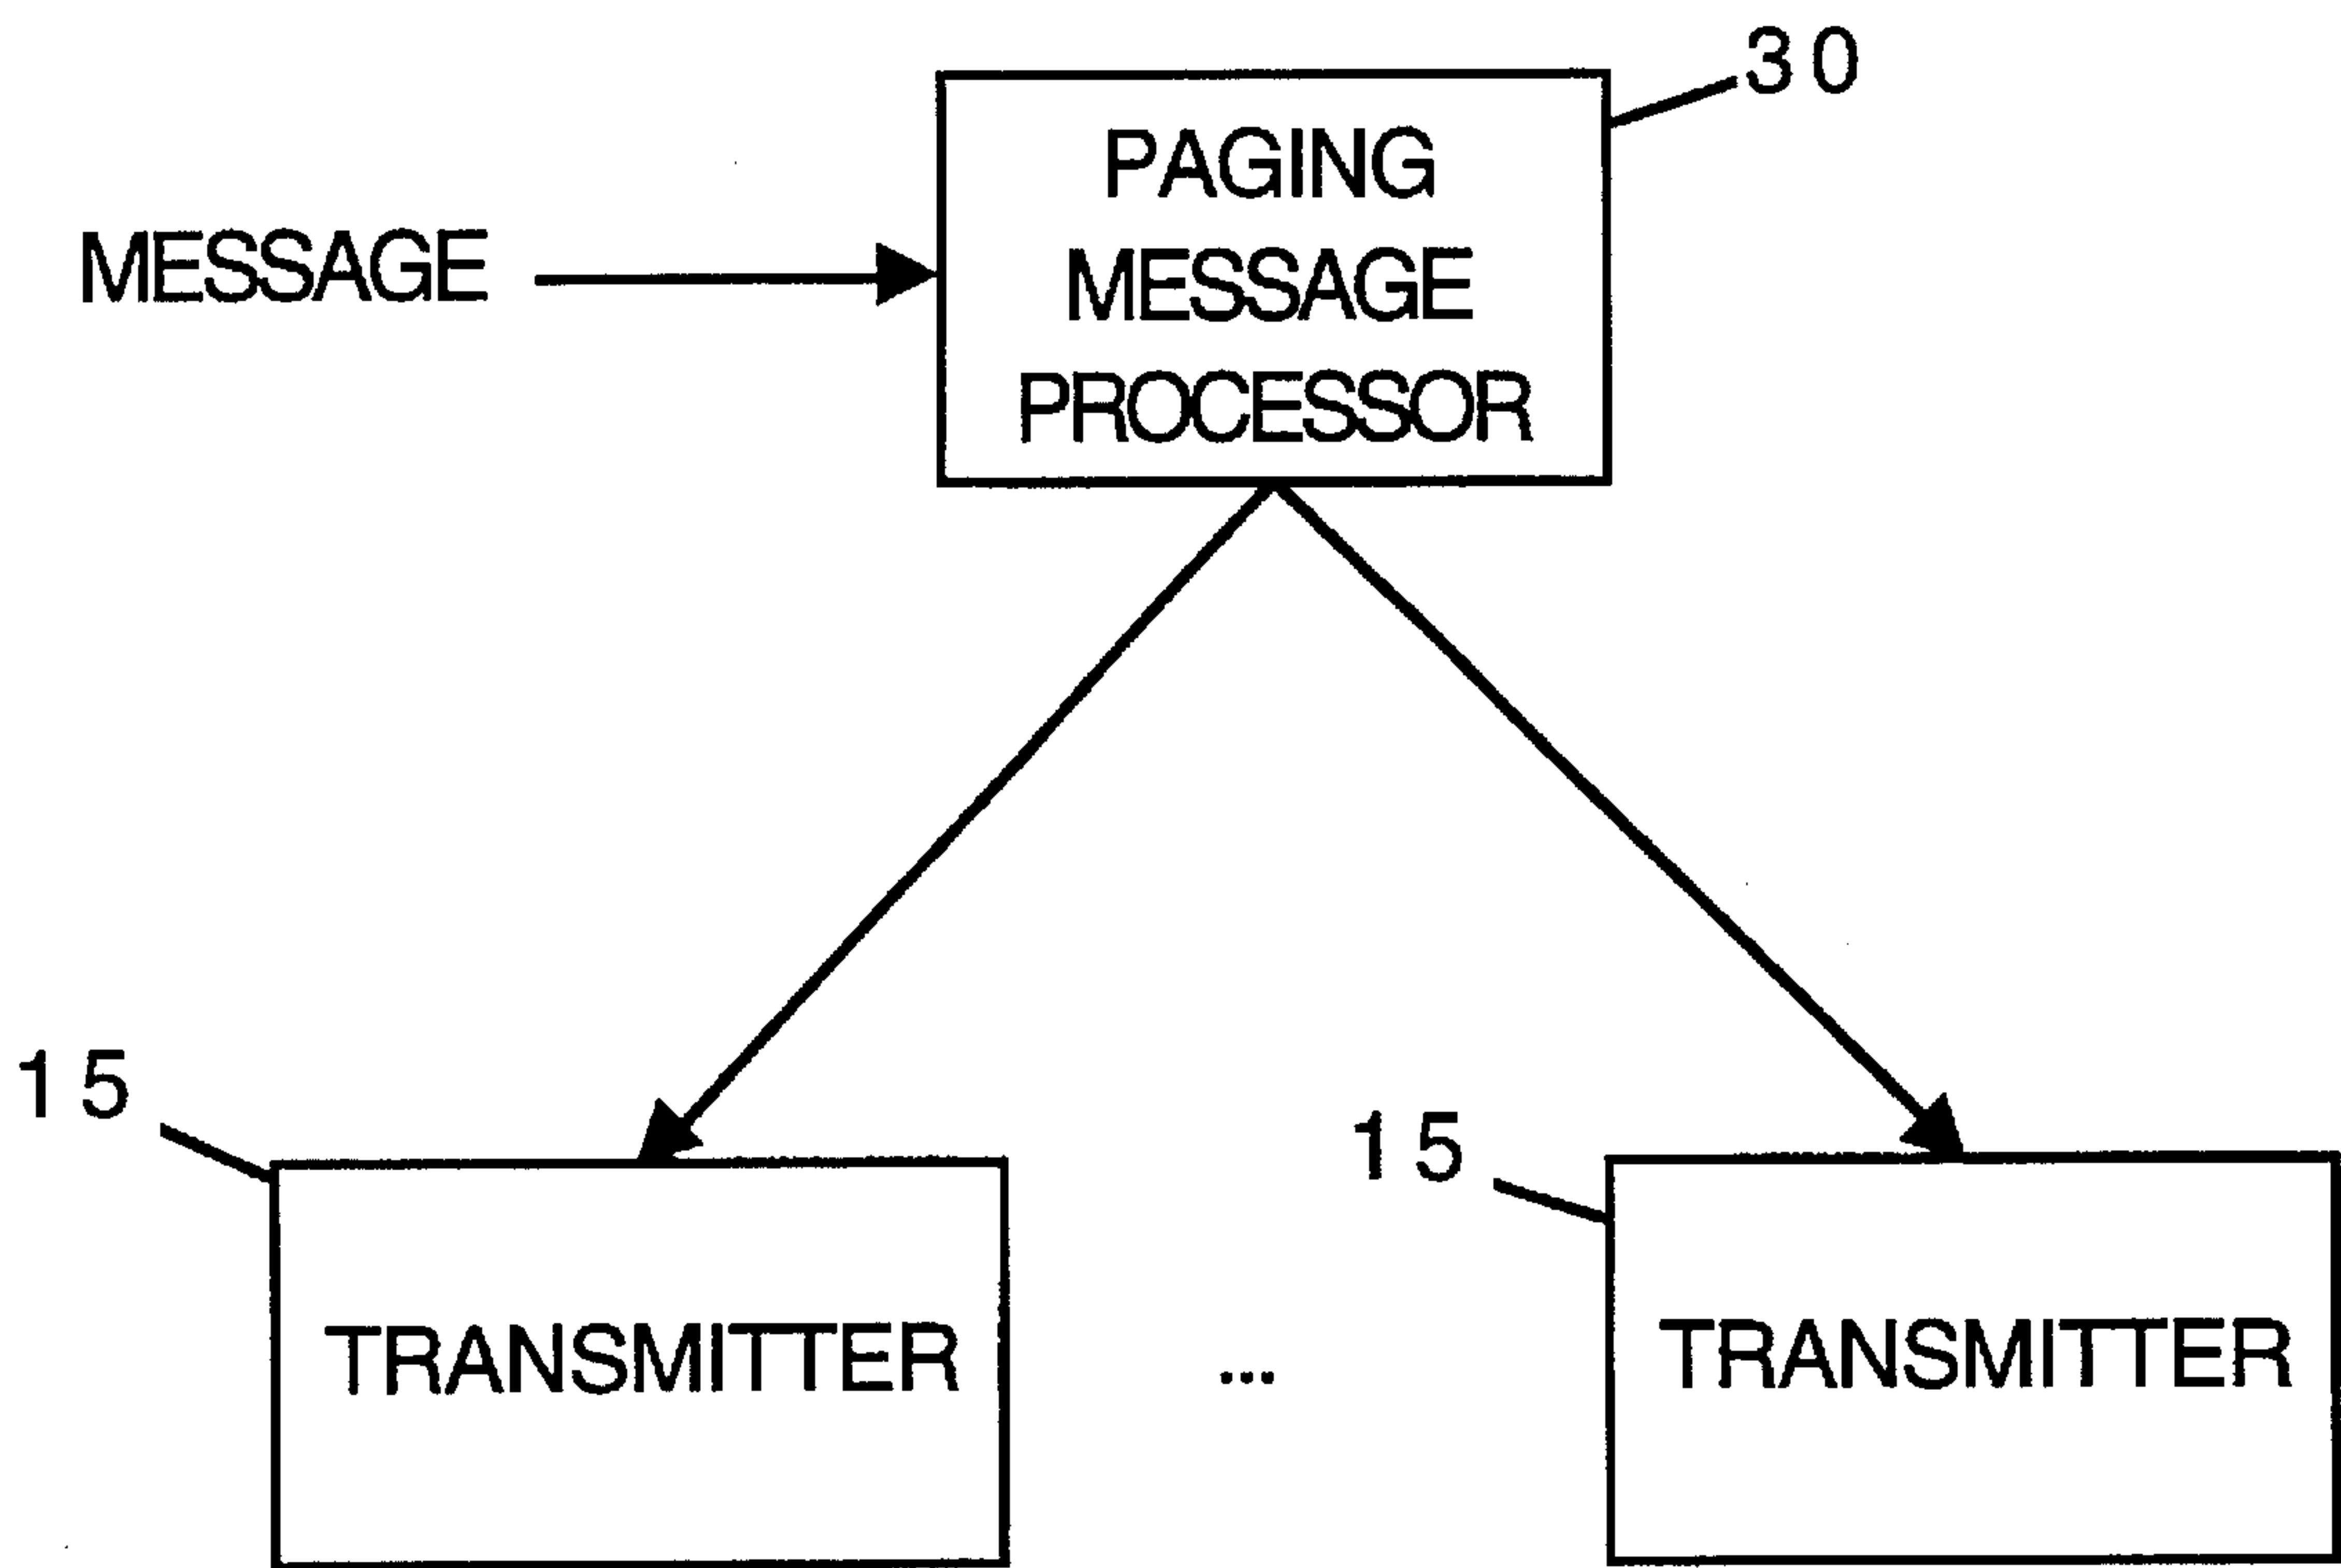 30
PAGING
MESSAGE
MESSAGE
PROCESSOR
15
15
TRANSMITTER
...
TRANSMITTER